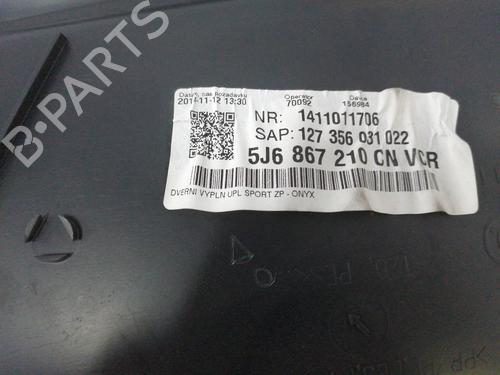 Operator
Davka
2014-11-12 13:30
70092
156984
NR: 1411011706
SAP: 127 356 031 022
5J6 867 210 CN VCR
DVERNI VYPLN UPL SPORT ZP - ONYX
B-PARTS